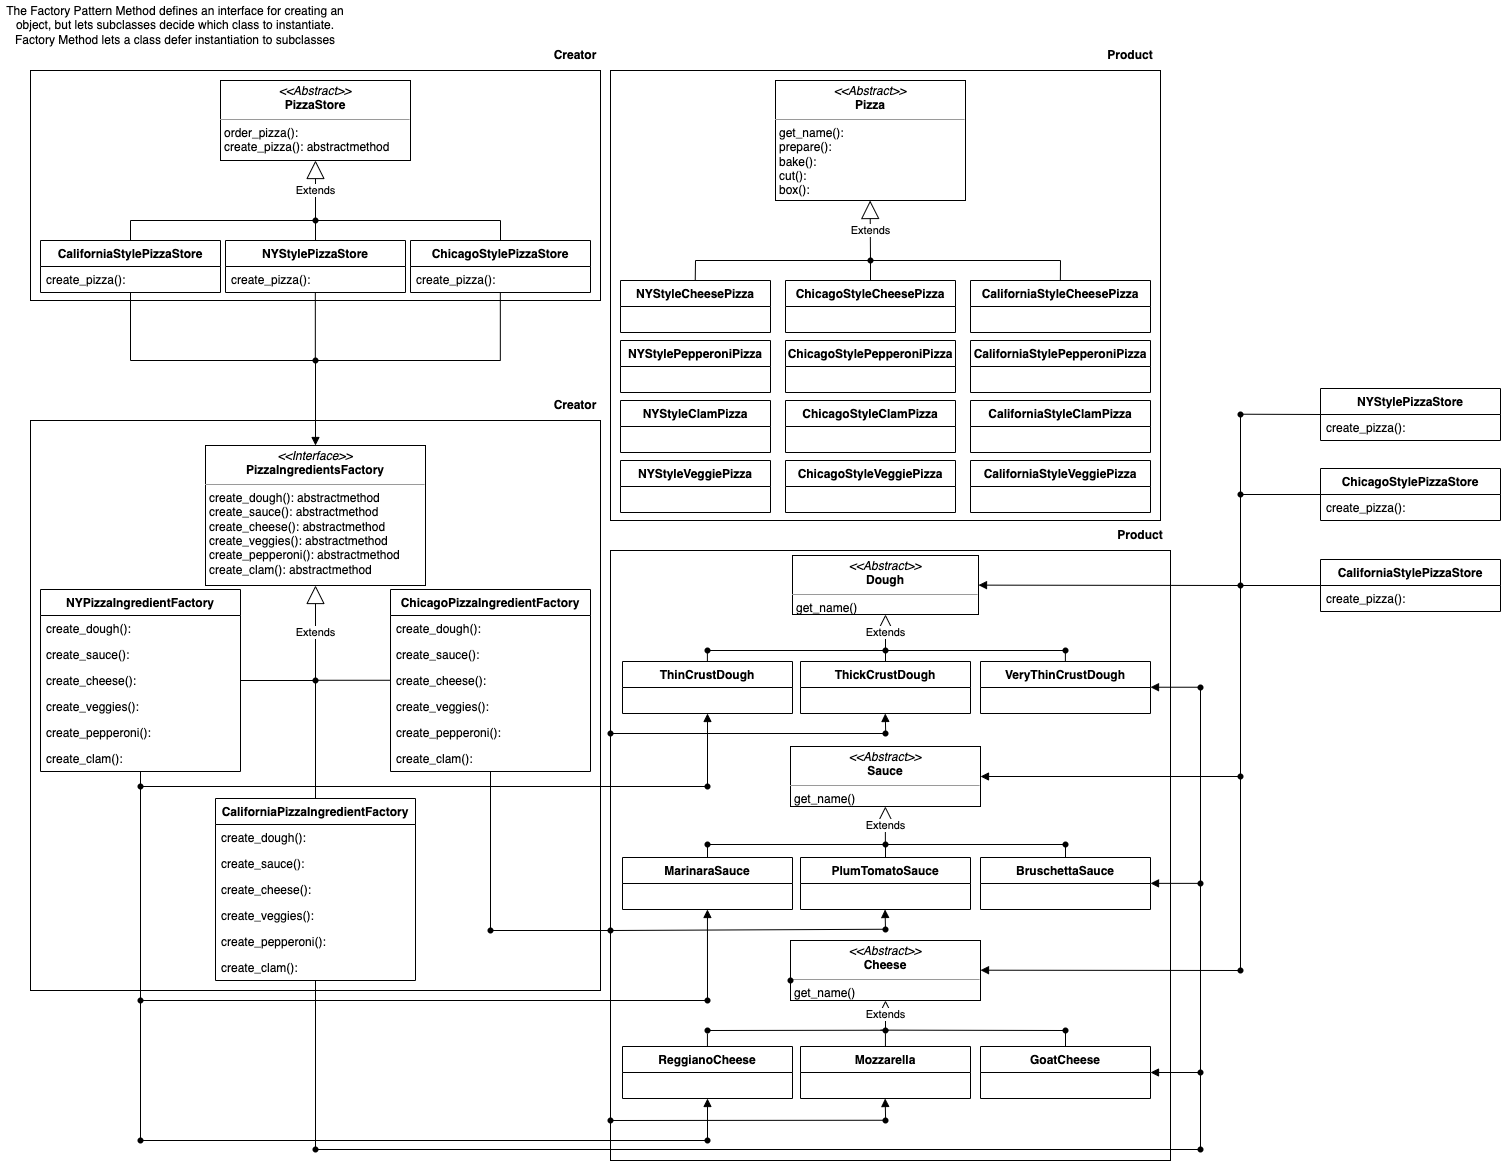 The Factory Pattern Method defines an interface for creating an
object, but lets subclasses decide which class to instantiate.
Factory Method lets a class defer instantiation to subclasses
Creator
<<Abstract>>
PizzaStore
order_pizza():
create_pizza(): abstractmethod
Extends
CaliforniaStylePizzaStore
create_pizza():
NYStylePizzaStore
create_pizza():
ChicagoStylePizzaStore
create_pizza():
Product
<<Abstract>>
Pizza
get_name():
prepare():
bake():
cut():
box():
Extends
NYStyleCheesePizza
ChicagoStyleCheesePizza
CaliforniaStyleCheesePizza
NYStylePepperoniPizza
ChicagoStylePepperoniPizza
CaliforniaStylePepperoniPizza
NYStyleClamPizza
ChicagoStyleClamPizza
CaliforniaStyleClamPizza
NYStyleVeggiePizza
ChicagoStyleVeggiePizza
CaliforniaStyleVeggiePizza
Creator
<<Interface>>
PizzaIngredientsFactory
create_dough(): abstractmethod
create_sauce(): abstractmethod
create_cheese(): abstractmethod
create_veggies(): abstractmethod
create_pepperoni(): abstractmethod
create_clam(): abstractmethod
Extends
NYPizzaIngredientFactory
create_dough():
create_sauce():
create_cheese():
create_veggies():
create_pepperoni():
create_clam():
ChicagoPizzaIngredientFactory
create_dough():
create_sauce():
create_cheese():
create_veggies():
create_pepperoni():
create_clam():
CaliforniaPizzaIngredientFactory
create_dough():
create_sauce():
create_cheese():
create_veggies():
create_pepperoni():
create_clam():
Product
<<Abstract>>
Dough
get_name()
Extends
ThinCrustDough
ThickCrustDough
VeryThinCrustDough
<<Abstract>>
Sauce
get_name()
Extends
MarinaraSauce
PlumTomatoSauce
BruschettaSauce
<<Abstract>>
Cheese
get_name()
Extends
ReggianoCheese
Mozzarella
GoatCheese
NYStylePizzaStore
create_pizza():
ChicagoStylePizzaStore
create_pizza():
CaliforniaStylePizzaStore
create_pizza():